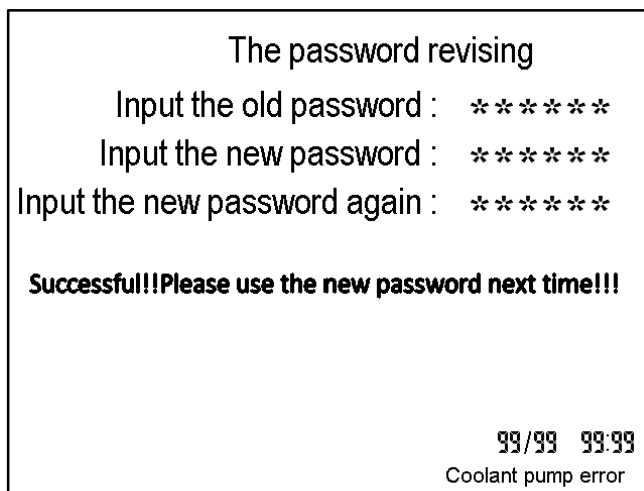 The password revising
Input the old password : ******
Input the new password : ******
Input the new password again : ******
Successful!!Please use the new password next time!!!
99/99 99:99
Coolant pump error